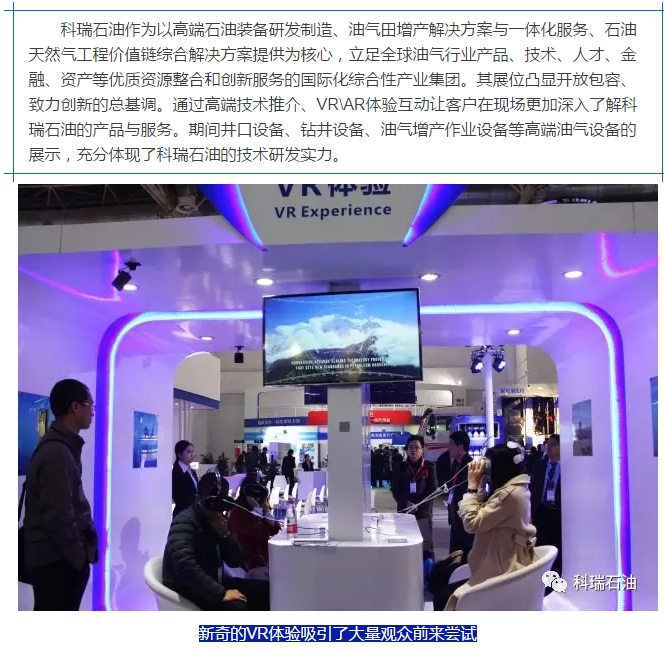 科瑞石油作为以高端石油装备研发制造、油气田增产解决方案与一体化服务、石油
天然气工程价值链综合解决方案提供为核心，立足全球油气行业产品、技术、人才、金
融、资产等优质资源整合和创新服务的国际化综合性产业集团。其展位凸显开放包容、
致力创新的总基调。通过高端技术推介、VR\AR体验互动让客户在现场更加深入了解科
瑞石油的产品与服务。期间井口设备、钻井设备、油气增产作业设备等高端油气设备的
展示，充分体现了科瑞石油的技术研发实力。
VR体验
VR Experience
THAT SETS NEW STANDARDS IN PETROLEUM HARDWARE
KERUI
科瑞石油
新奇的VR体验吸引了大量观众前来尝试